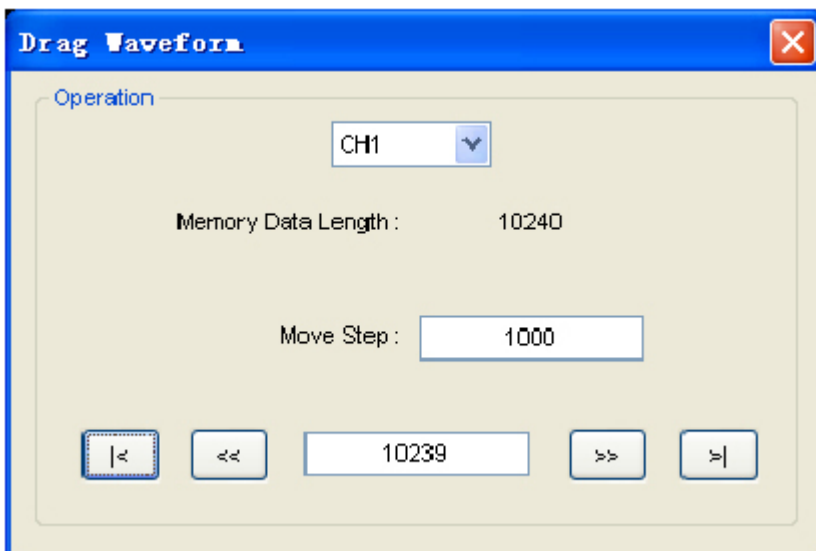 Drag Waveform
Operation
CH1
Memory Data Length : 10240
Move Step : 1000
|< << 10239 >> >|